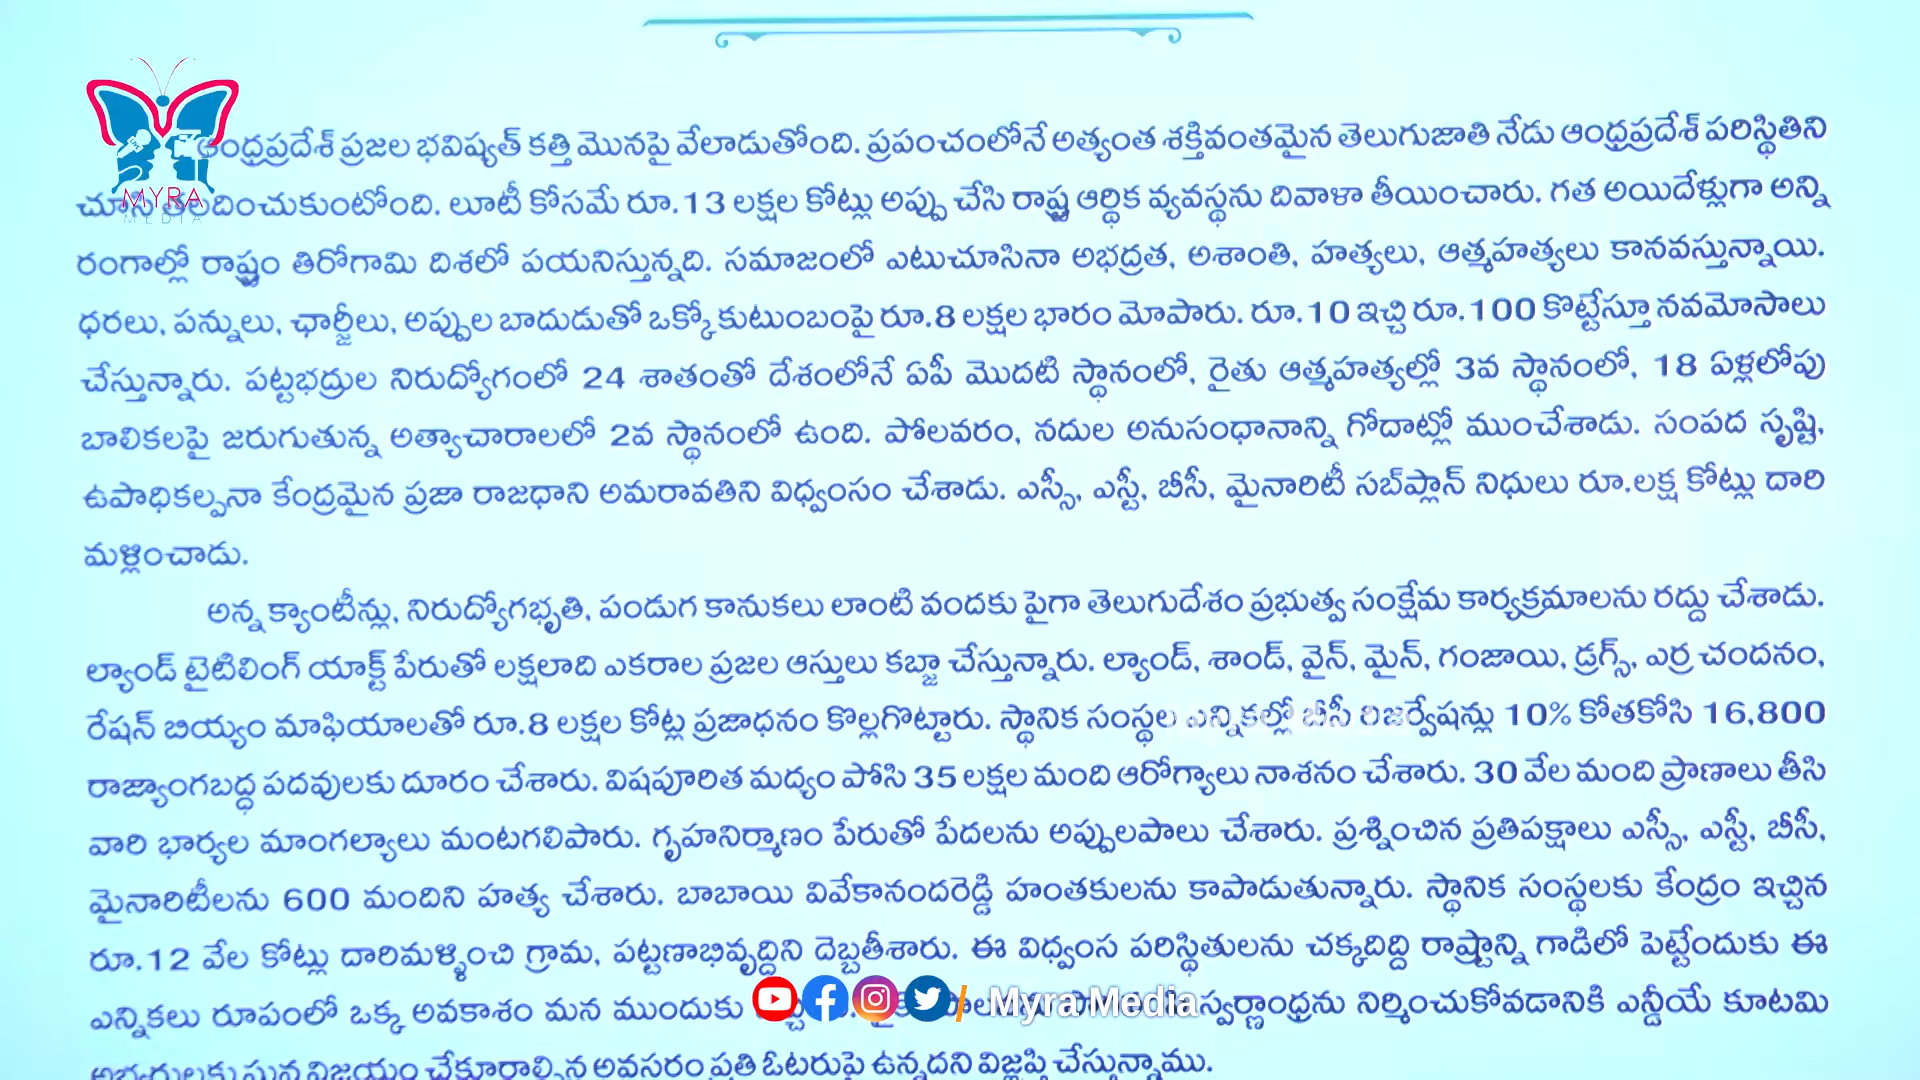 ఆంధ్రప్రదేశ్ ప్రజల భవిష్యత్ కత్తి మొనపై వేలాడుతోంది. ప్రపంచంలోనే అత్యంత శక్తివంతమైన తెలుగుజాతి నేడు ఆంధ్రప్రదేశ్ పరిస్థితిని
MYRA
MEDIA
చూసి దించుకుంటోంది. లూటీ కోసమే రూ.13 లక్షల కోట్లు అప్పు చేసి రాష్ట్ర ఆర్థిక వ్యవస్థను దివాళా తీయించారు. గత అయిదేళ్లుగా అన్ని
రంగాల్లో రాష్ట్రం తిరోగామి దిశలో పయనిస్తున్నది. సమాజంలో ఎటుచూసినా అభద్రత, అశాంతి, హత్యలు, ఆత్మహత్యలు కానవస్తున్నాయి.
ధరలు, పన్నులు, ఛార్జీలు, అప్పుల బాదుడుతో ఒక్కోకుటుంబంపై రూ.8 లక్షల భారం మోపారు. రూ.10 ఇచ్చి రూ.100 కొట్టేస్తూ నవమోసాలు
చేస్తున్నారు. పట్టభద్రుల నిరుద్యోగంలో 24 శాతంతో దేశంలోనే ఏపీ మొదటి స్థానంలో, రైతు ఆత్మహత్యల్లో 3వ స్థానంలో, 18 ఏళ్లలోపు
బాలికలపై జరుగుతున్న అత్యాచారాలలో 2వ స్థానంలో ఉంది. పోలవరం, నదుల అనుసంధానాన్ని గోదాట్లో ముంచేశాడు. సంపద సృష్టి,
ఉపాధికల్పనా కేంద్రమైన ప్రజా రాజధాని అమరావతిని విధ్వంసం చేశాడు. ఎస్సీ, ఎస్టీ, బీసీ, మైనారిటీ సబ్‌ప్లాన్ నిధులు రూ.లక్ష కోట్లు దారి
మళ్లించాడు.
అన్న క్యాంటీన్లు, నిరుద్యోగభృతి, పండుగ కానుకలు లాంటి వందకు పైగా తెలుగుదేశం ప్రభుత్వ సంక్షేమ కార్యక్రమాలను రద్దు చేశాడు.
ల్యాండ్ టైటిలింగ్ యాక్ట్ పేరుతో లక్షలాది ఎకరాల ప్రజల ఆస్తులు కబ్జా చేస్తున్నారు. ల్యాండ్, శాండ్, వైన్, మైన్, గంజాయి, డ్రగ్స్, ఎర్ర చందనం,
రేషన్ బియ్యం మాఫియాలతో రూ.8 లక్షల కోట్ల ప్రజాధనం కొల్లగొట్టారు. స్థానిక సంస్థల ఎన్నికల్లో బీసీ రిజర్వేషన్లు 10% కోతకోసి 16,800
రాజ్యాంగబద్ధ పదవులకు దూరం చేశారు. విషపూరిత మద్యం పోసి 35 లక్షల మంది ఆరోగ్యాలు నాశనం చేశారు. 30 వేల మంది ప్రాణాలు తీసి
వారి భార్యల మాంగల్యాలు మంటగలిపారు. గృహనిర్మాణం పేరుతో పేదలను అప్పులపాలు చేశారు. ప్రశ్నించిన ప్రతిపక్షాలు ఎస్సీ, ఎస్టీ, బీసీ,
మైనారిటీలను 600 మందిని హత్య చేశారు. బాబాయి వివేకానందరెడ్డి హంతకులను కాపాడుతున్నారు. స్థానిక సంస్థలకు కేంద్రం ఇచ్చిన
రూ.12 వేల కోట్లు దారిమళ్ళించి గ్రామ, పట్టణాభివృద్దిని దెబ్బతీశారు. ఈ విధ్వంస పరిస్థితులను చక్కదిద్ది రాష్ట్రాన్ని గాడిలో పెట్టేందుకు ఈ
ఎన్నికలు రూపంలో ఒక్క అవకాశం మన ముందుకు స్వర్ణాంధ్రను నిర్మించుకోవడానికి ఎన్డీయే కూటమి
/ Myra Media
అభ్యర్థులకు ఘన విజయం చేకూరాల్సిన అవసరం ప్రతి ఓటరుపై ఉన్నదని విజ్ఞప్తి చేస్తున్నాము.